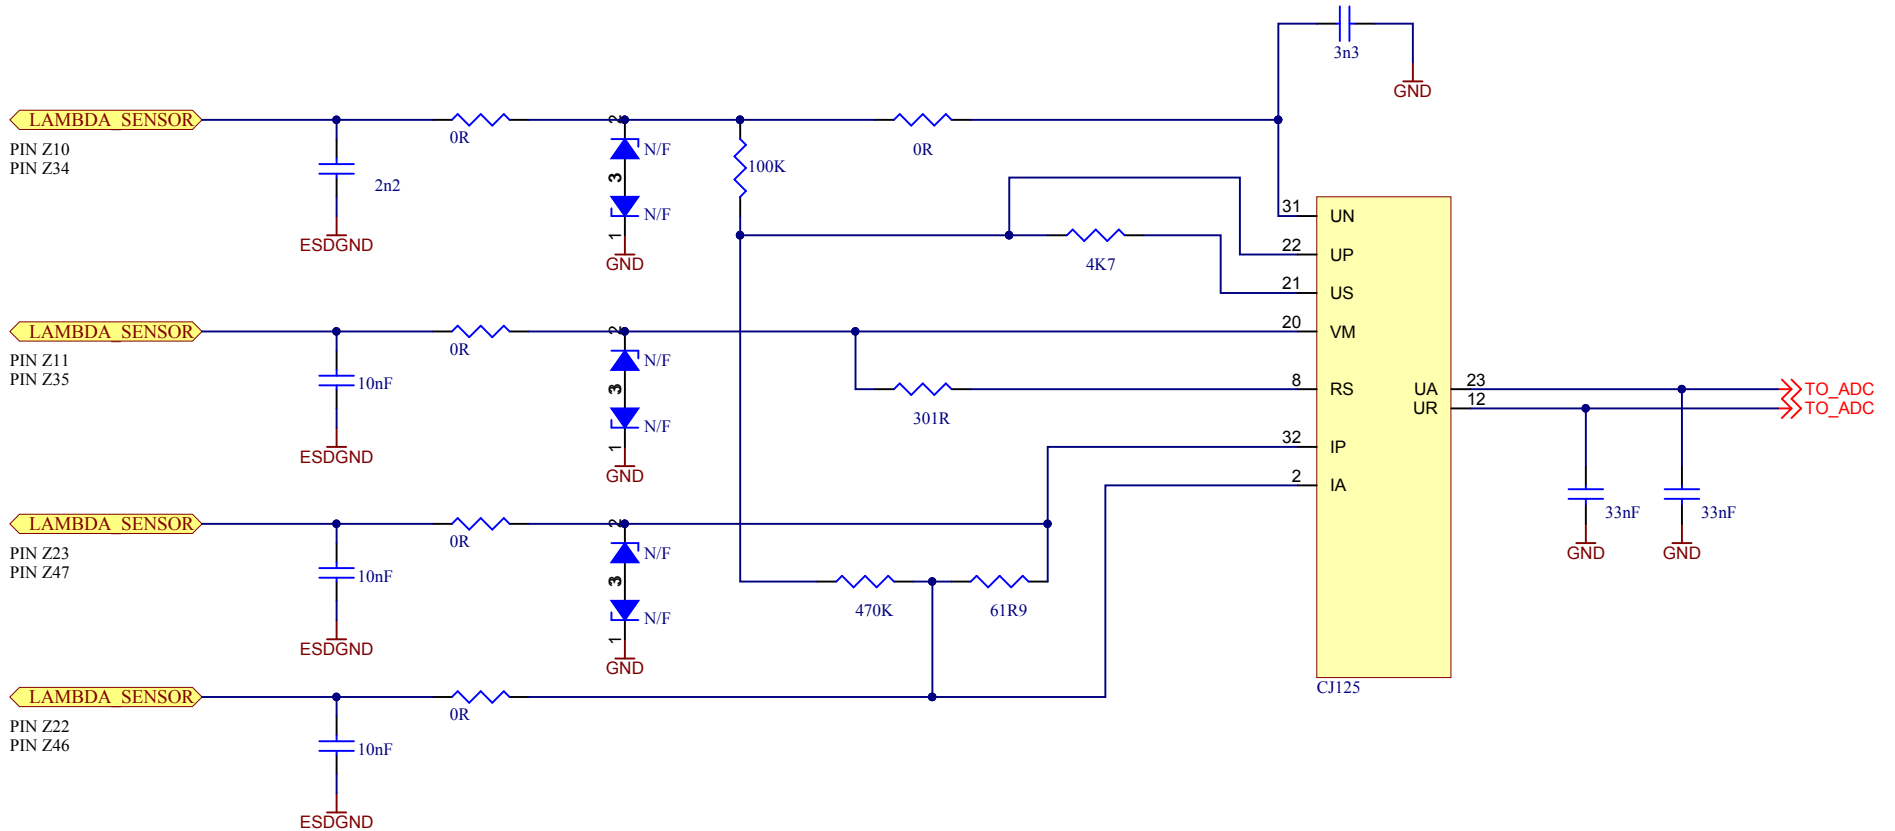 3n3
GND
LAMBDA_SENSOR
PIN Z10
PIN Z34
2n2
ESDGND
0R
2
N/F
3
N/F
1
GND
100K
0R
4K7
LAMBDA_SENSOR
PIN Z11
PIN Z35
10nF
ESDGND
0R
2
N/F
3
N/F
1
GND
301R
LAMBDA_SENSOR
PIN Z23
PIN Z47
10nF
ESDGND
0R
2
N/F
3
N/F
1
GND
470K
61R9
LAMBDA_SENSOR
PIN Z22
PIN Z46
10nF
ESDGND
0R
31 UN
22 UP
21 US
20 VM
8 RS
32 IP
2 IA
UA 23
UR 12
CJ125
TO_ADC
TO_ADC
33nF
GND
33nF
GND